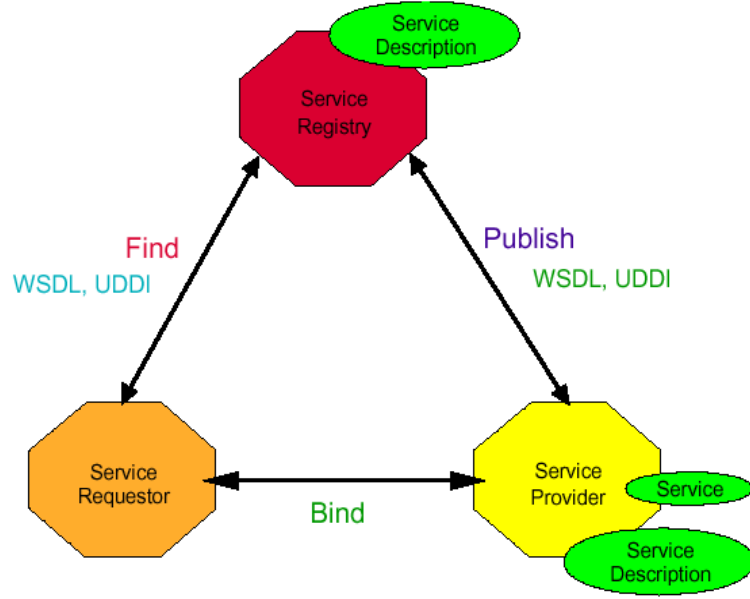 Service
Description
Service
Registry
Find
WSDL, UDDI
Publish
WSDL, UDDI
Service
Requestor
Bind
Service
Provider
Service
Service
Description